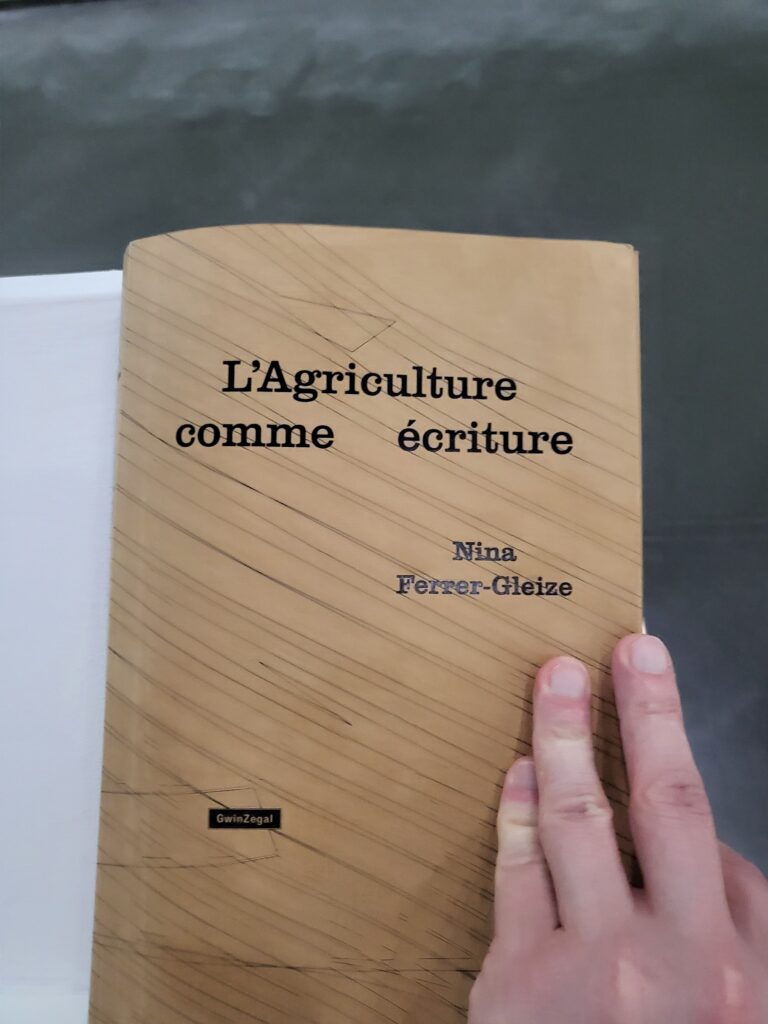 L'Agriculture
comme écriture
Nina
Ferrer-Gleize
GwinZegal